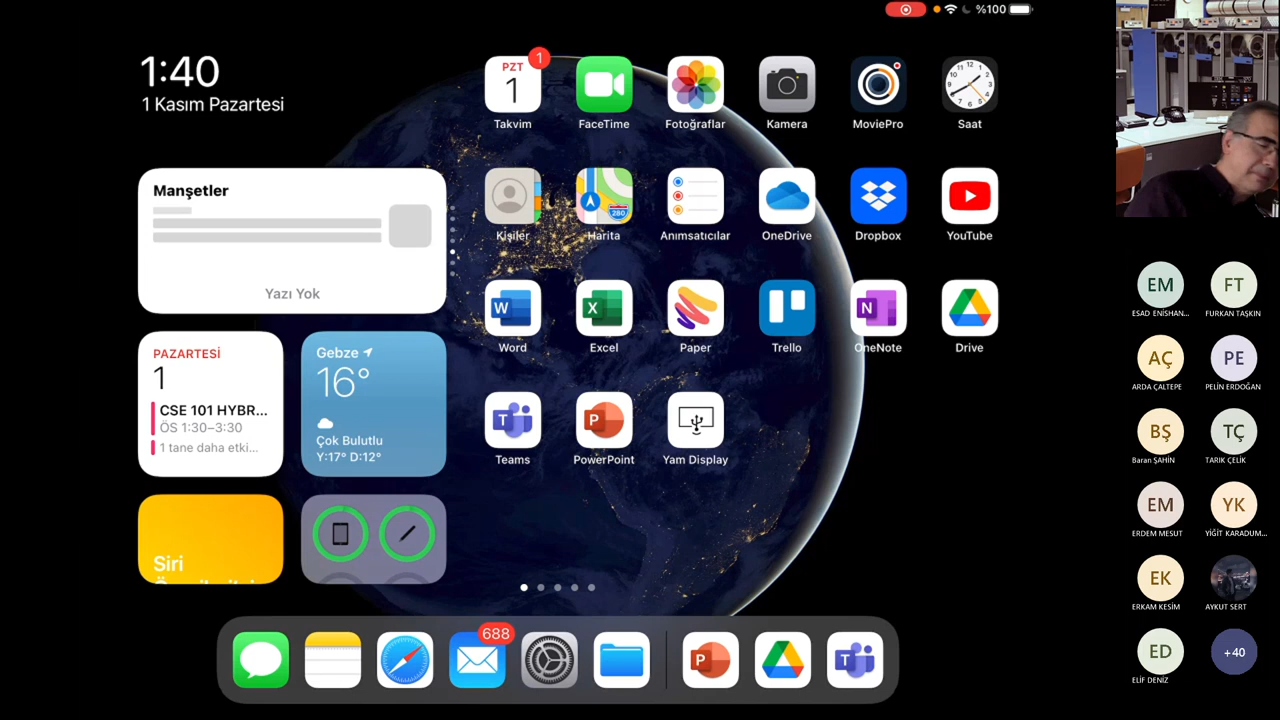 %100
1:40
1 Kasım Pazartesi
PZT
1
1
Takvim
FaceTime
Fotoğraflar
Kamera
MoviePro
Saat
Manşetler
Yazı Yok
Kişiler
280
Harita
Anımsatıcılar
OneDrive
Dropbox
YouTube
W
Word
X
Excel
Paper
Trello
N
OneNote
Drive
PAZARTESİ
1
CSE 101 HYBR...
ÖS 1:30–3:30
1 tane daha etki...
Gebze
16°
Çok Bulutlu
Y:17° D:12°
T
Teams
P
PowerPoint
Yam Display
Siri
688
P
T
EM
ESAD ENİSHAN...
FT
FURKAN TAŞKIN
AÇ
ARDA ÇALTEPE
PE
PELİN ERDOĞAN
BŞ
Baran ŞAHİN
TÇ
TARIK ÇELİK
EM
ERDEM MESUT
YK
YİĞİT KARADUM...
EK
ERKAM KESİM
AYKUT SERT
ED
ELİF DENİZ
+40